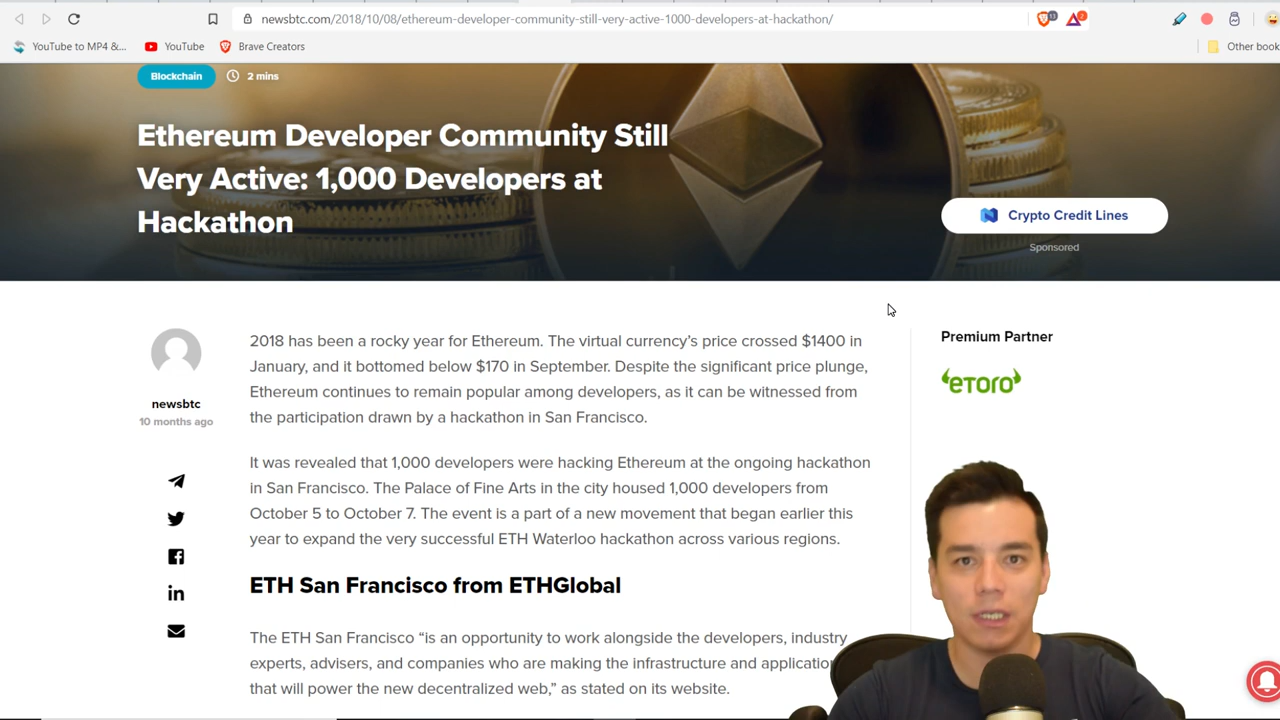 newsbtc.com/2018/10/08/ethereum-developer-community-still-very-active-1000-developers-at-hackathon/
13
2
YouTube to MP4 &...
YouTube
Brave Creators
Other book
Blockchain
2 mins
Ethereum Developer Community Still
Very Active: 1,000 Developers at
Hackathon
Crypto Credit Lines
Sponsored
2018 has been a rocky year for Ethereum. The virtual currency’s price crossed $1400 in
January, and it bottomed below $170 in September. Despite the significant price plunge,
Ethereum continues to remain popular among developers, as it can be witnessed from
the participation drawn by a hackathon in San Francisco.
Premium Partner
eToro
newsbtc
10 months ago
It was revealed that 1,000 developers were hacking Ethereum at the ongoing hackathon
in San Francisco. The Palace of Fine Arts in the city housed 1,000 developers from
October 5 to October 7. The event is a part of a new movement that began earlier this
year to expand the very successful ETH Waterloo hackathon across various regions.
ETH San Francisco from ETHGlobal
The ETH San Francisco “is an opportunity to work alongside the developers, industry
experts, advisers, and companies who are making the infrastructure and application
that will power the new decentralized web,” as stated on its website.